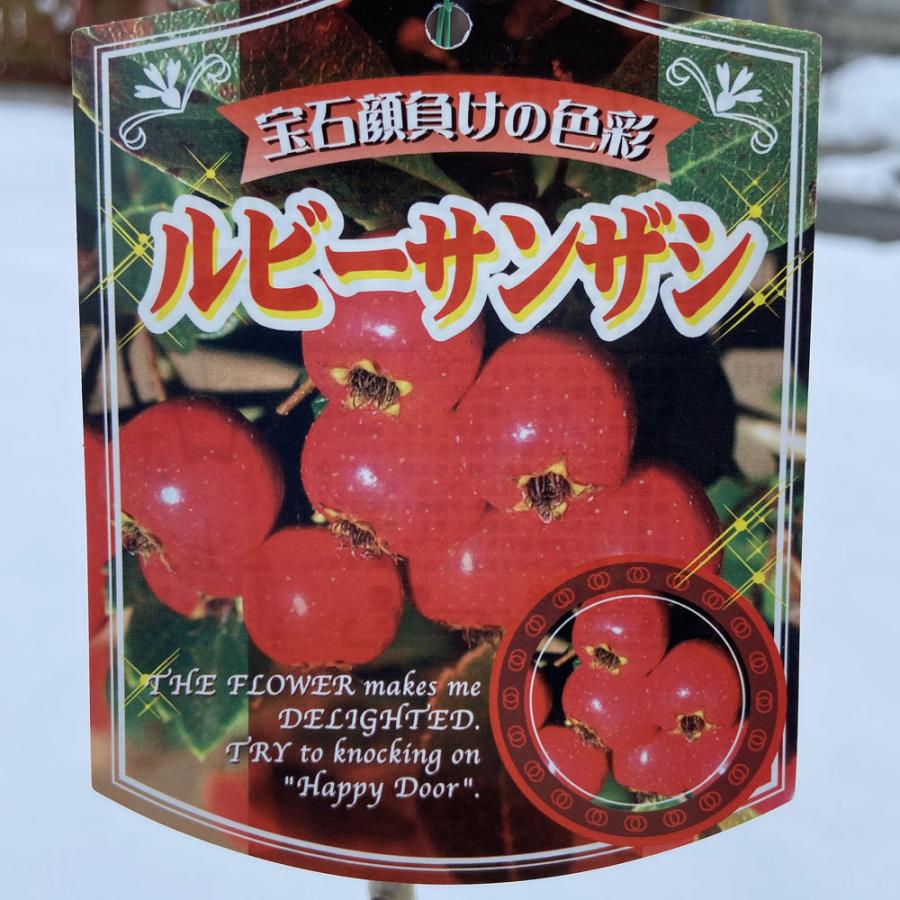 宝石顔負けの色彩
ルビーサンザシ
THE FLOWER makes me
DELIGHTED.
TRY to knocking on
"Happy Door".